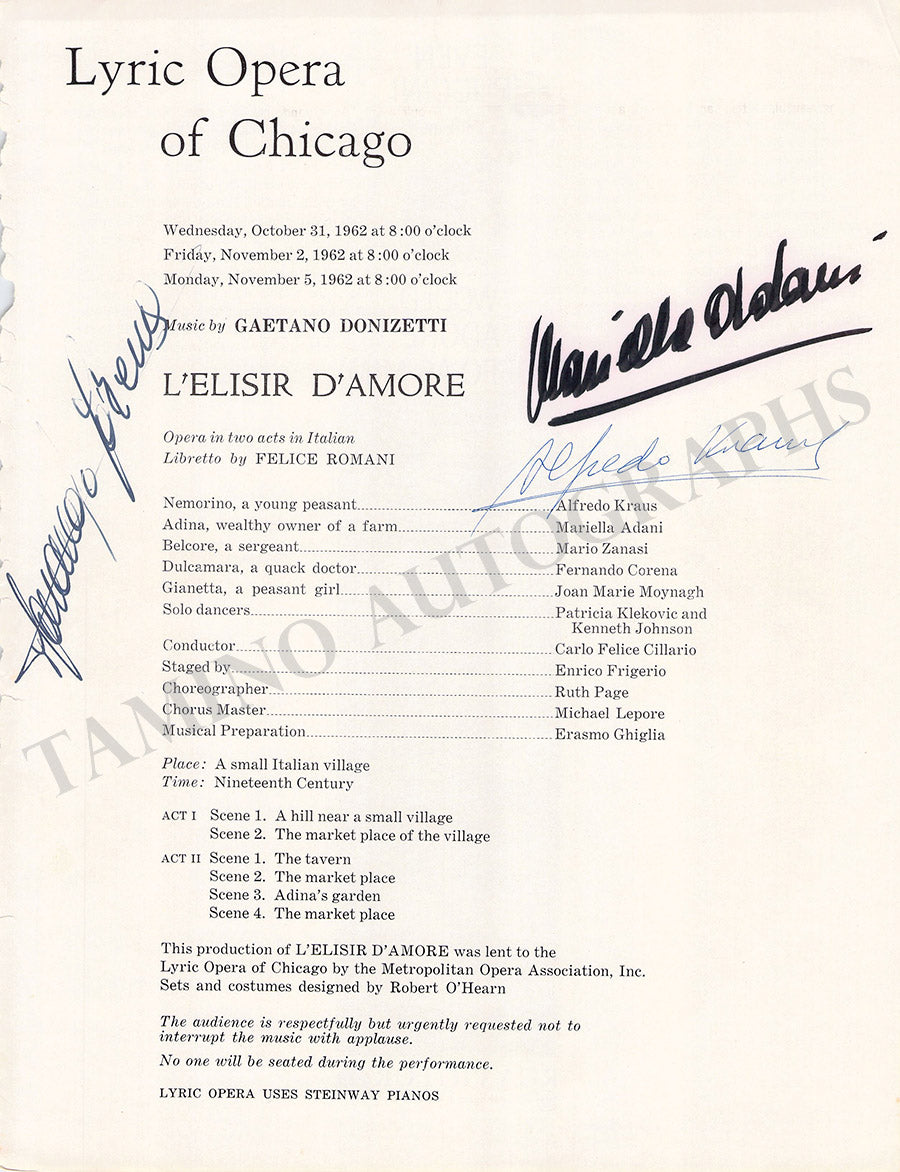 Lyric Opera
of Chicago
Wednesday, October 31, 1962 at 8:00 o'clock
Friday, November 2, 1962 at 8:00 o'clock
Monday, November 5, 1962 at 8:00 o'clock
Music by GAETANO DONIZETTI
Mariella Adani
L'ELISIR D'AMORE
Opera in two acts in Italian
Libretto by FELICE ROMANI
Alfredo Kraus
Nemorino, a young peasant Alfredo Kraus
Adina, wealthy owner of a farm Mariella Adani
Belcore, a sergeant Mario Zanasi
Dulcamara, a quack doctor Fernando Corena
Gianetta, a peasant girl Joan Marie Moynagh
Solo dancers Patricia Klekovic and
Kenneth Johnson
Conductor Carlo Felice Cillario
Staged by Enrico Frigerio
Choreographer Ruth Page
Chorus Master Michael Lepore
Musical Preparation Erasmo Ghiglia
Fernando Corena
TAMINO AUTOGRAPHS
Place: A small Italian village
Time: Nineteenth Century
ACT I Scene 1. A hill near a small village
Scene 2. The market place of the village
ACT II Scene 1. The tavern
Scene 2. The market place
Scene 3. Adina's garden
Scene 4. The market place
This production of L'ELISIR D'AMORE was lent to the
Lyric Opera of Chicago by the Metropolitan Opera Association, Inc.
Sets and costumes designed by Robert O'Hearn
The audience is respectfully but urgently requested not to
interrupt the music with applause.
No one will be seated during the performance.
LYRIC OPERA USES STEINWAY PIANOS